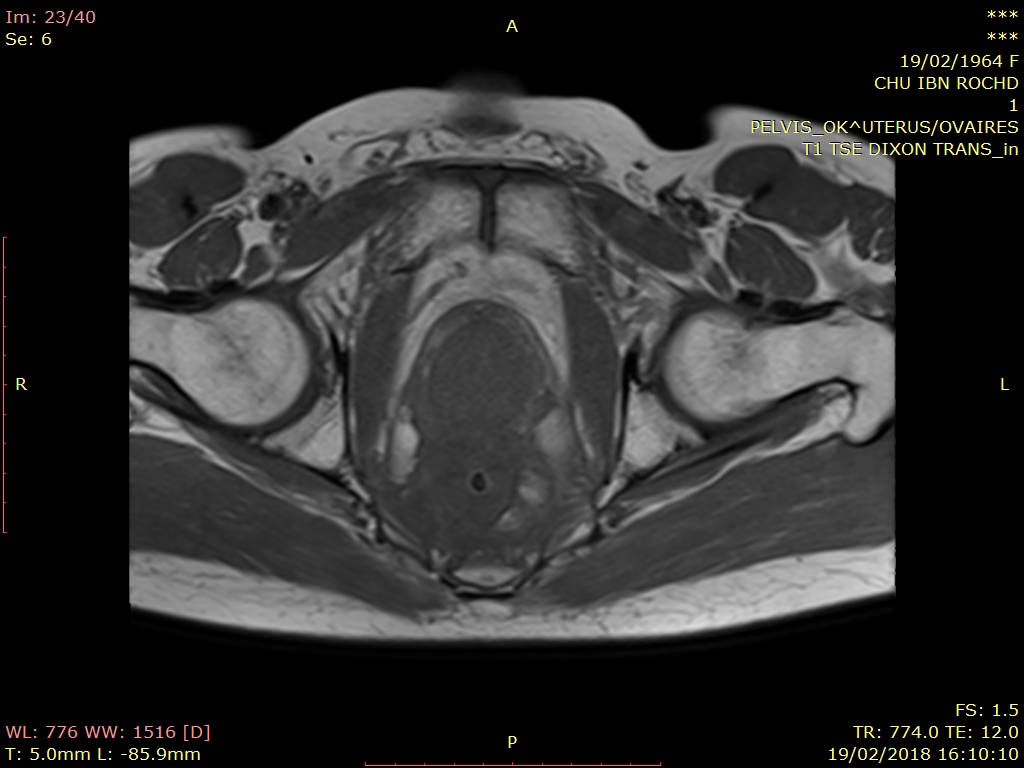 Im: 23/40
Se: 6
A
***
***
19/02/1964 F
CHU IBN ROCHD
1
PELVIS_OK^UTERUS/OVAIRES
T1 TSE DIXON TRANS_in
R
L
WL: 776 WW: 1516 [D]
T: 5.0mm L: -85.9mm
P
FS: 1.5
TR: 774.0 TE: 12.0
19/02/2018 16:10:10